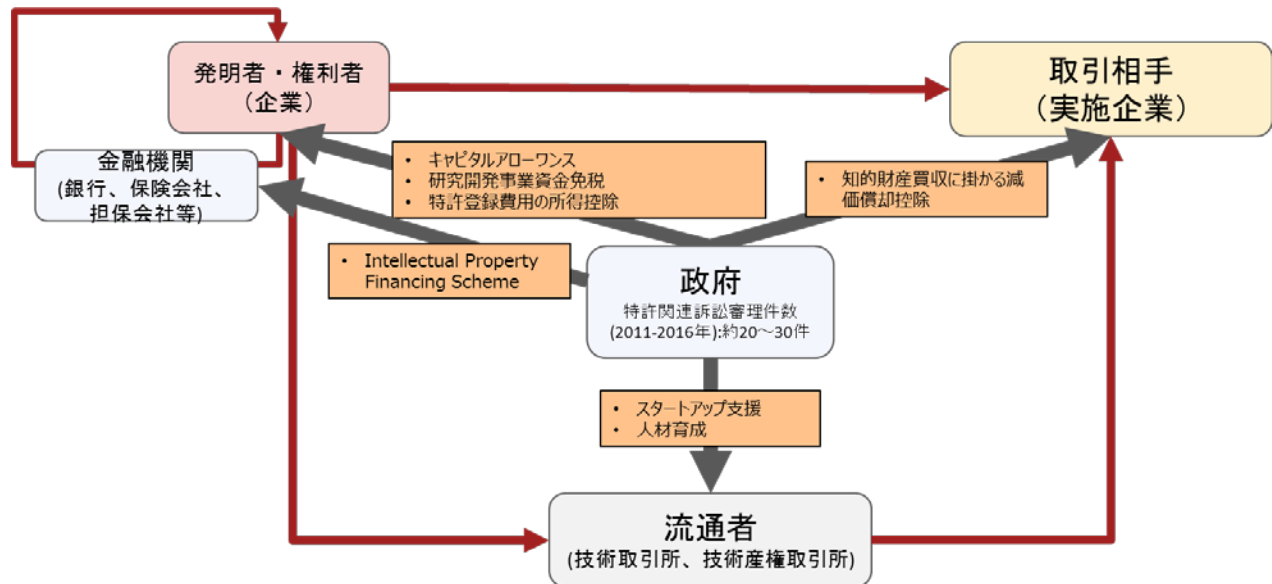 発明者・権利者
（企業）
取引相手
（実施企業）
金融機関
(銀行、保険会社、
担保会社等)
• キャピタルアローワンス
• 研究開発事業資金免税
• 特許登録費用の所得控除
• 知的財産買収に掛かる減
価償却控除
• Intellectual Property
Financing Scheme
政府
特許関連訴訟審理件数
(2011-2016年):約20～30件
• スタートアップ支援
• 人材育成
流通者
(技術取引所、技術産権取引所)